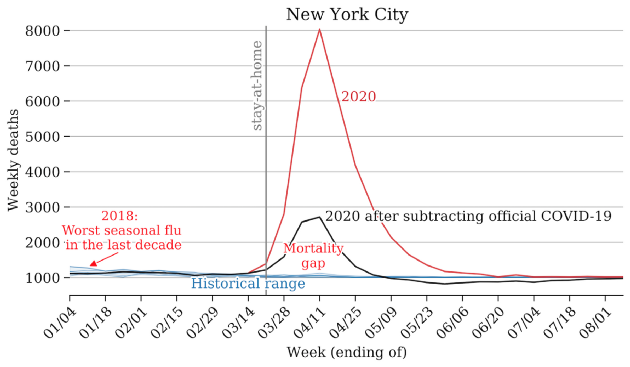 New York City
8000
7000
6000
5000
4000
3000
2000
1000
Weekly deaths
stay-at-home
2020
2020 after subtracting official COVID-19
2018:
Worst seasonal flu
in the last decade
Mortality
gap
Historical range
01/04
01/18
02/01
02/15
02/29
03/14
03/28
04/11
04/25
05/09
05/23
06/06
06/20
07/04
07/18
08/01
Week (ending of)